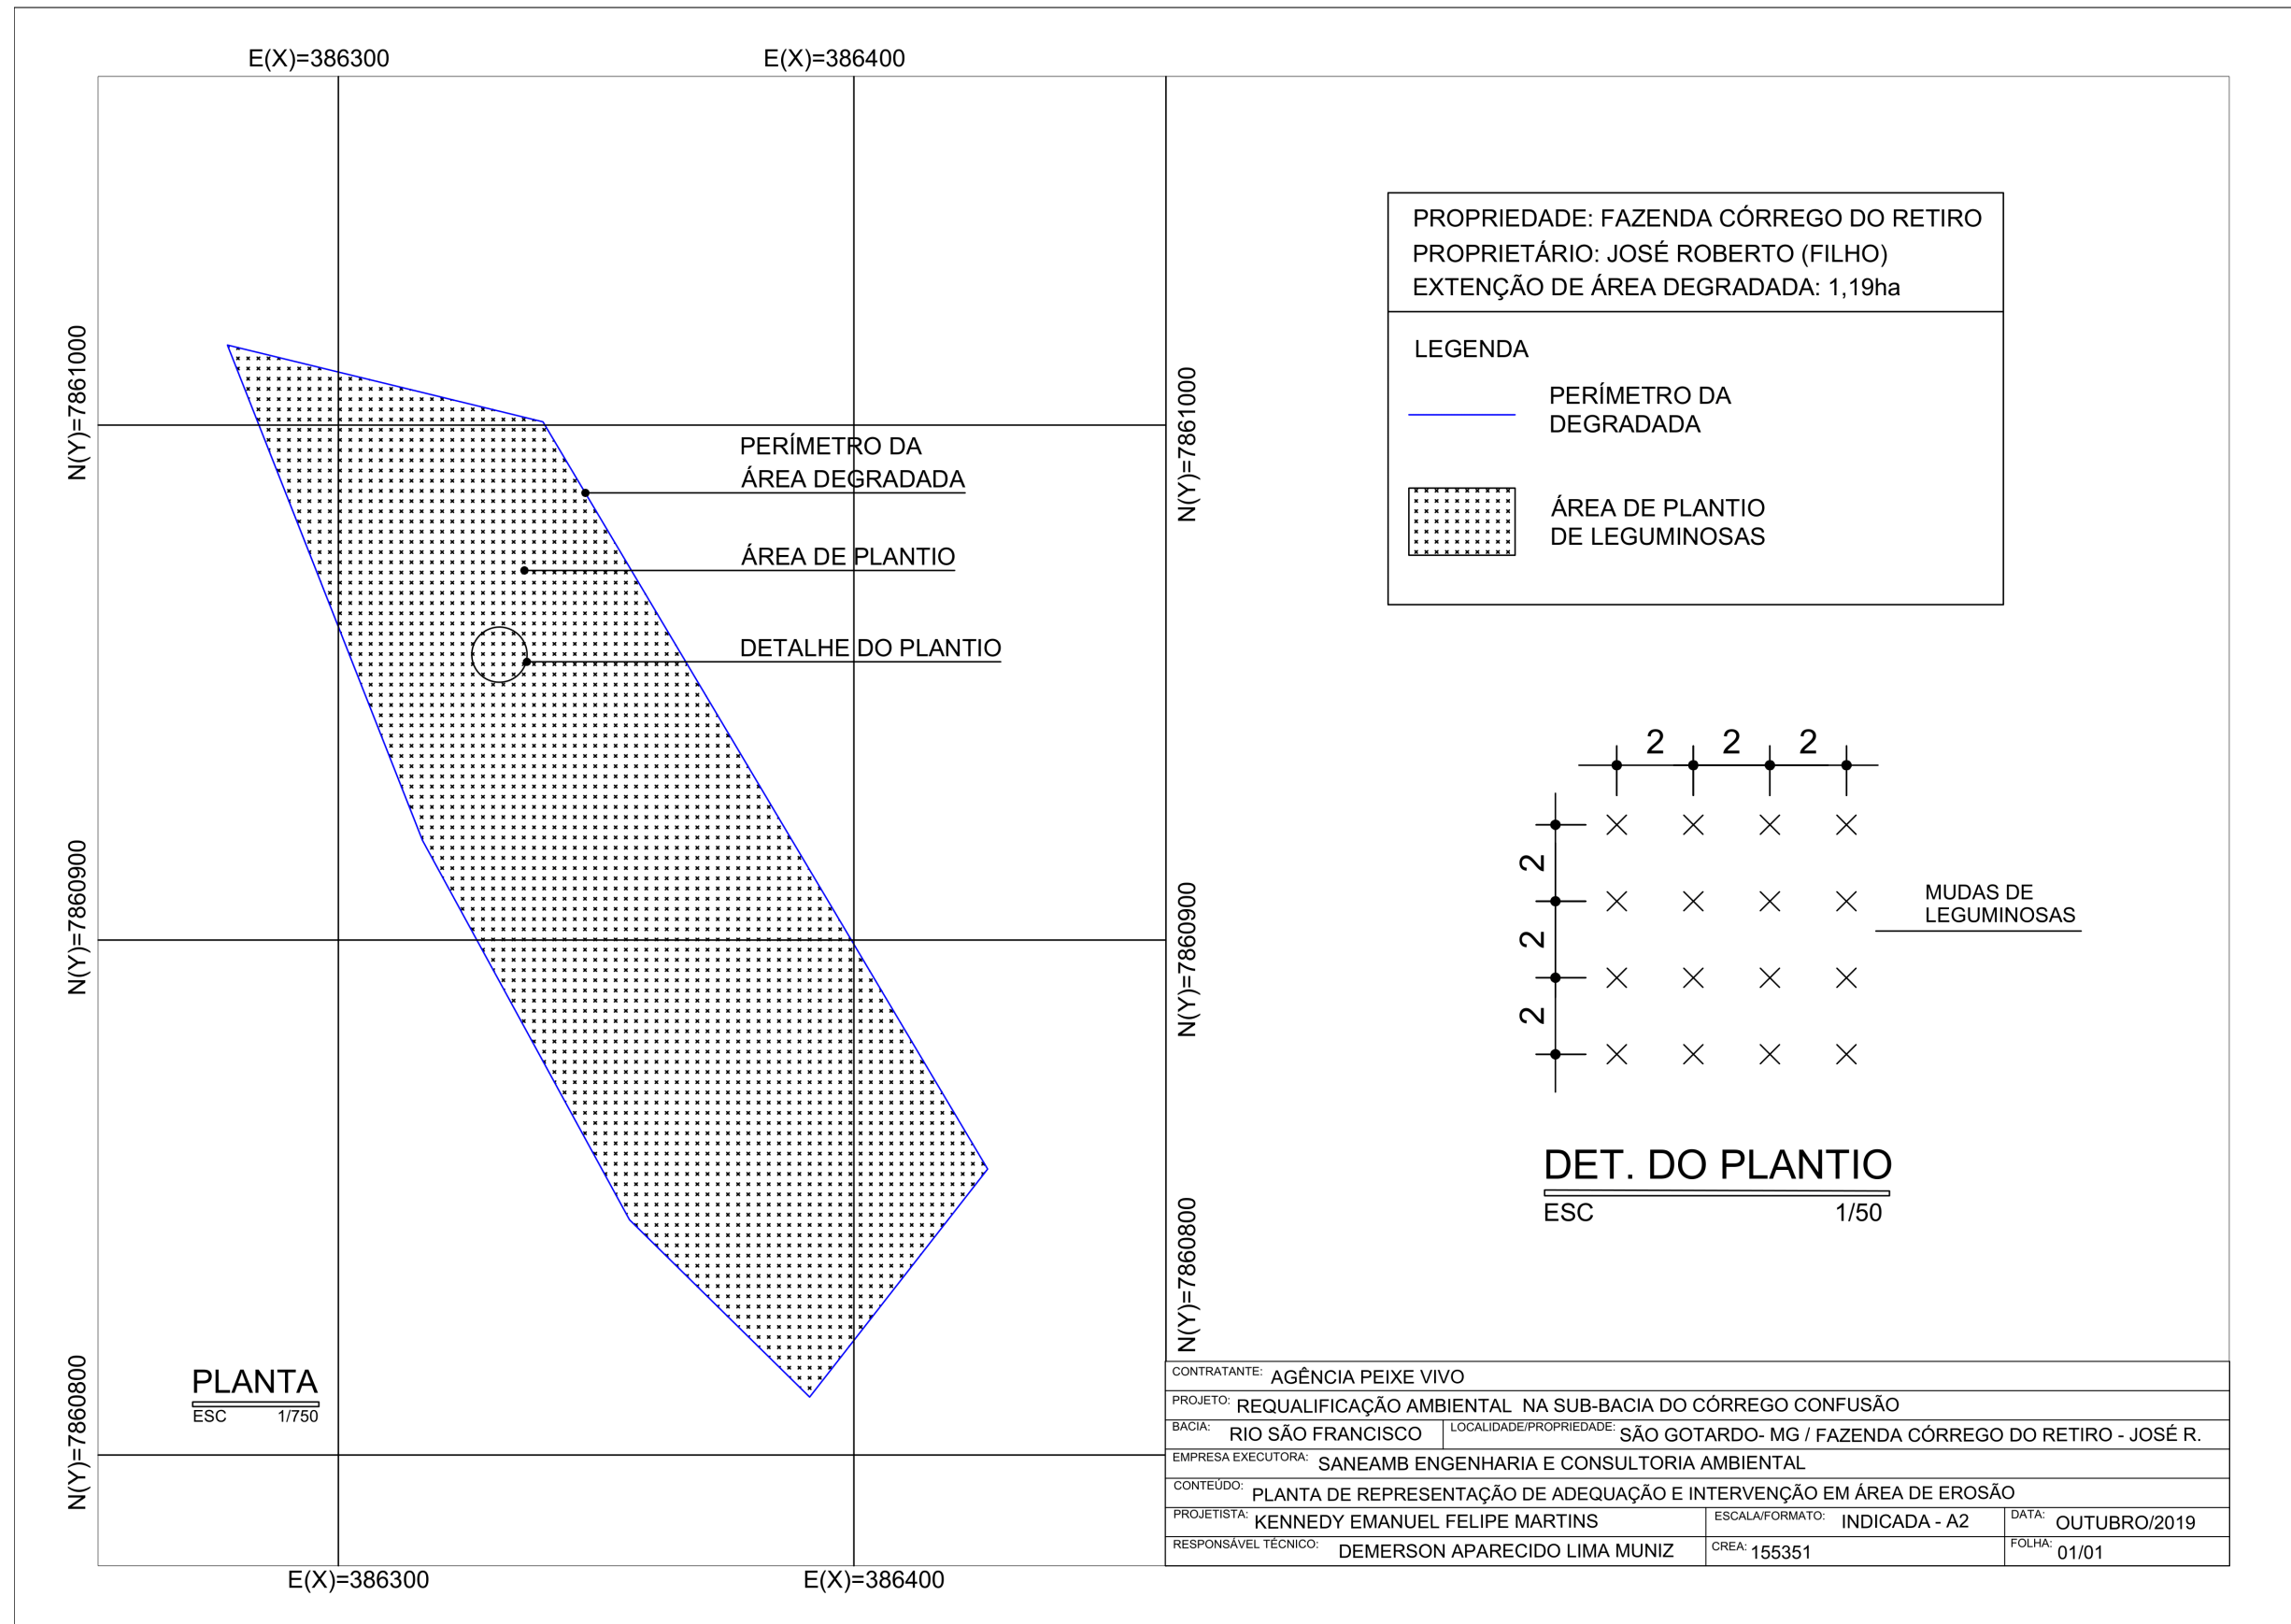 E(X)=386300
E(X)=386400
N(Y)=7861000
N(Y)=7860900
N(Y)=7860800
PERÍMETRO DA
ÁREA DEGRADADA
ÁREA DE PLANTIO
DETALHE DO PLANTIO
PLANTA
ESC 1/750
E(X)=386300
E(X)=386400
N(Y)=7861000
N(Y)=7860900
N(Y)=7860800
PROPRIEDADE: FAZENDA CÓRREGO DO RETIRO
PROPRIETÁRIO: JOSÉ ROBERTO (FILHO)
EXTENÇÃO DE ÁREA DEGRADADA: 1,19ha
LEGENDA
PERÍMETRO DA
DEGRADADA
ÁREA DE PLANTIO
DE LEGUMINOSAS
2 2 2
2
2
2
MUDAS DE
LEGUMINOSAS
DET. DO PLANTIO
ESC 1/50
CONTRATANTE: AGÊNCIA PEIXE VIVO
PROJETO: REQUALIFICAÇÃO AMBIENTAL NA SUB-BACIA DO CÓRREGO CONFUSÃO
BACIA: RIO SÃO FRANCISCO LOCALIDADE/PROPRIEDADE: SÃO GOTARDO- MG / FAZENDA CÓRREGO DO RETIRO - JOSÉ R.
EMPRESA EXECUTORA: SANEAMB ENGENHARIA E CONSULTORIA AMBIENTAL
CONTEÚDO: PLANTA DE REPRESENTAÇÃO DE ADEQUAÇÃO E INTERVENÇÃO EM ÁREA DE EROSÃO
PROJETISTA: KENNEDY EMANUEL FELIPE MARTINS ESCALA/FORMATO: INDICADA - A2 DATA: OUTUBRO/2019
RESPONSÁVEL TÉCNICO: DEMERSON APARECIDO LIMA MUNIZ CREA: 155351 FOLHA: 01/01